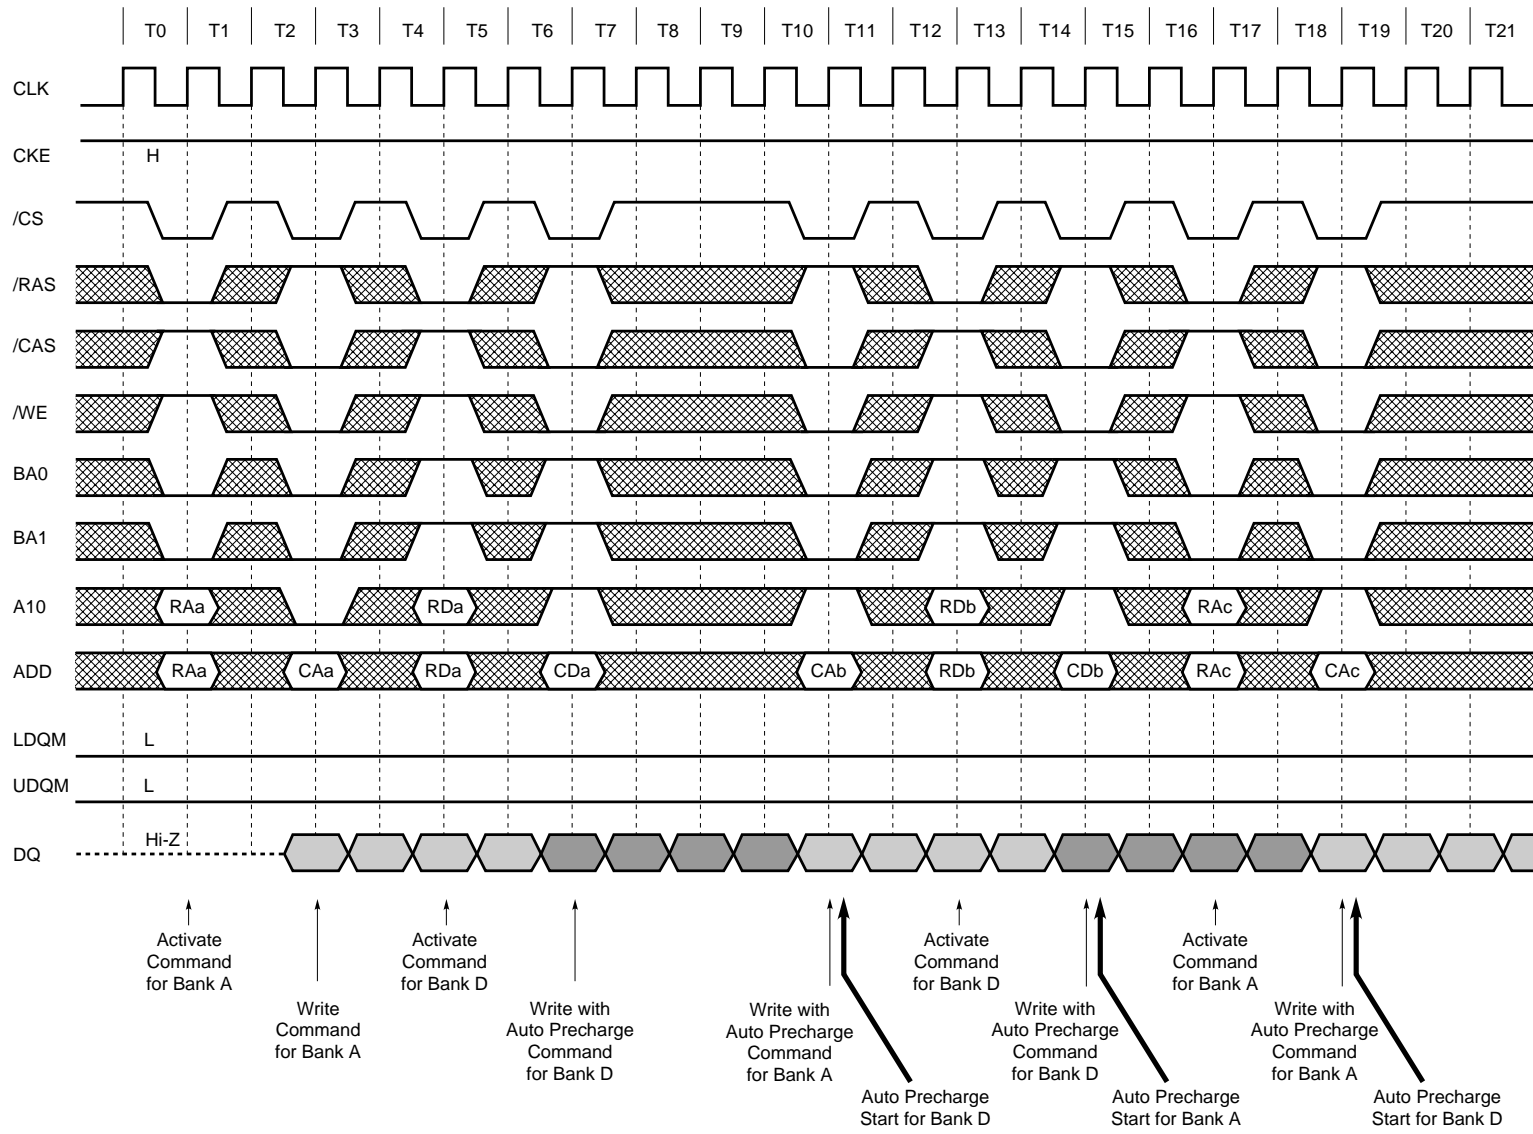 T0 T1 T2 T3 T4 T5 T6 T7 T8 T9 T10 T11 T12 T13 T14 T15 T16 T17 T18 T19 T20 T21
CLK
CKE H
/CS
/RAS
/CAS
/WE
BA0
BA1
A10 RAa RDa RDb RAc
ADD RAa CAa RDa CDa CAb RDb CDb RAc CAc
LDQM L
UDQM L
DQ Hi-Z
Activate
Command
for Bank A
Write
Command
for Bank A
Activate
Command
for Bank D
Write with
Auto Precharge
Command
for Bank D
Write with
Auto Precharge
Command
for Bank A
Auto Precharge
Start for Bank D
Activate
Command
for Bank D
Write with
Auto Precharge
Command
for Bank D
Auto Precharge
Start for Bank A
Activate
Command
for Bank A
Write with
Auto Precharge
Command
for Bank A
Auto Precharge
Start for Bank D